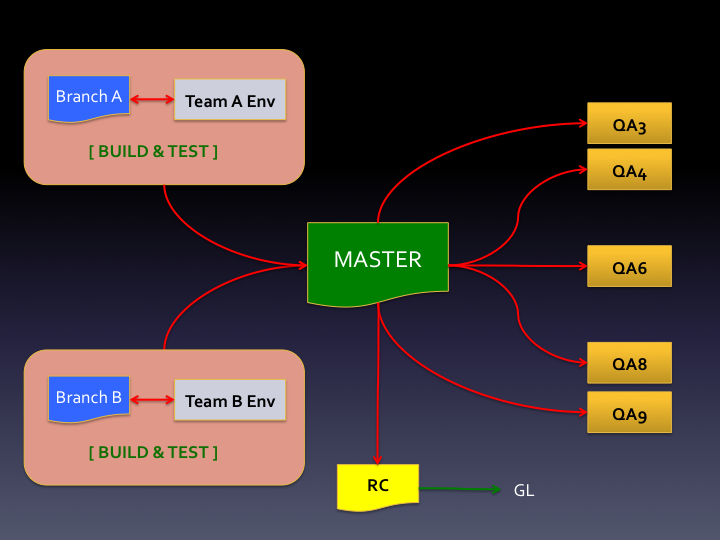 Branch A
Team A Env
[ BUILD & TEST ]
QA3
QA4
MASTER
QA6
QA8
Branch B
Team B Env
QA9
[ BUILD & TEST ]
RC
GL